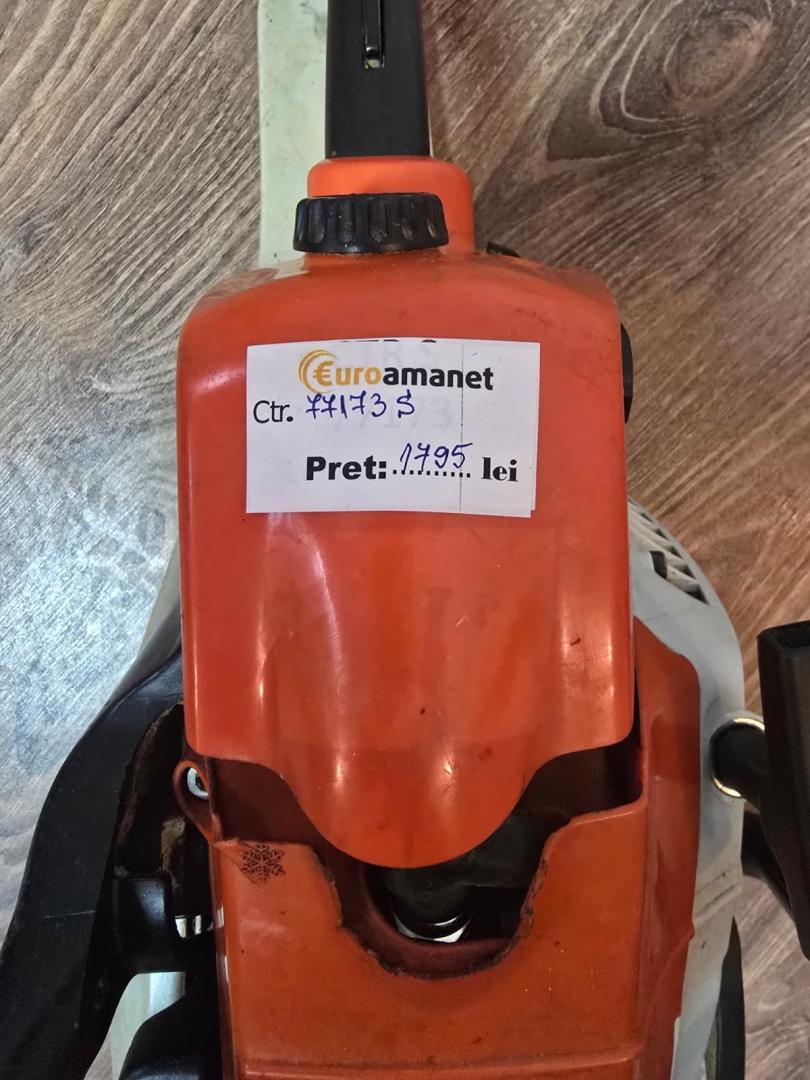 €uroamanet
Ctr. 77173 S
Pret: 1795 lei